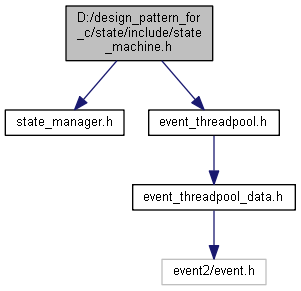 D:/design_pattern_for
_c/state/include/state
_machine.h
state_manager.h
event_threadpool.h
event_threadpool_data.h
event2/event.h